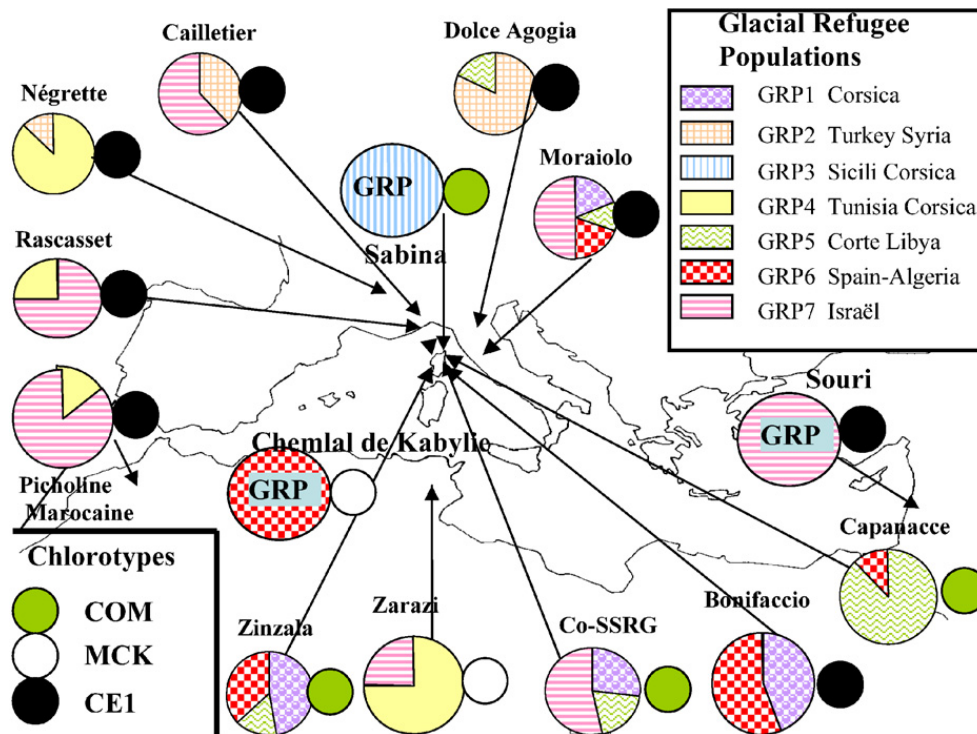 Cailletier
Dolce Agogia
Négrette
Moraiolo
GRP
Sabina
Rascasset
Glacial Refugee
Populations
GRP1 Corsica
GRP2 Turkey Syria
GRP3 Sicili Corsica
GRP4 Tunisia Corsica
GRP5 Corte Libya
GRP6 Spain-Algeria
GRP7 Israël
Souri
GRP
Chemlal de Kabylie
GRP
Picholine
Marocaine
Capanacce
Chlorotypes
COM
MCK
CE1
Zinzala
Zarazi
Co-SSRG
Bonifaccio